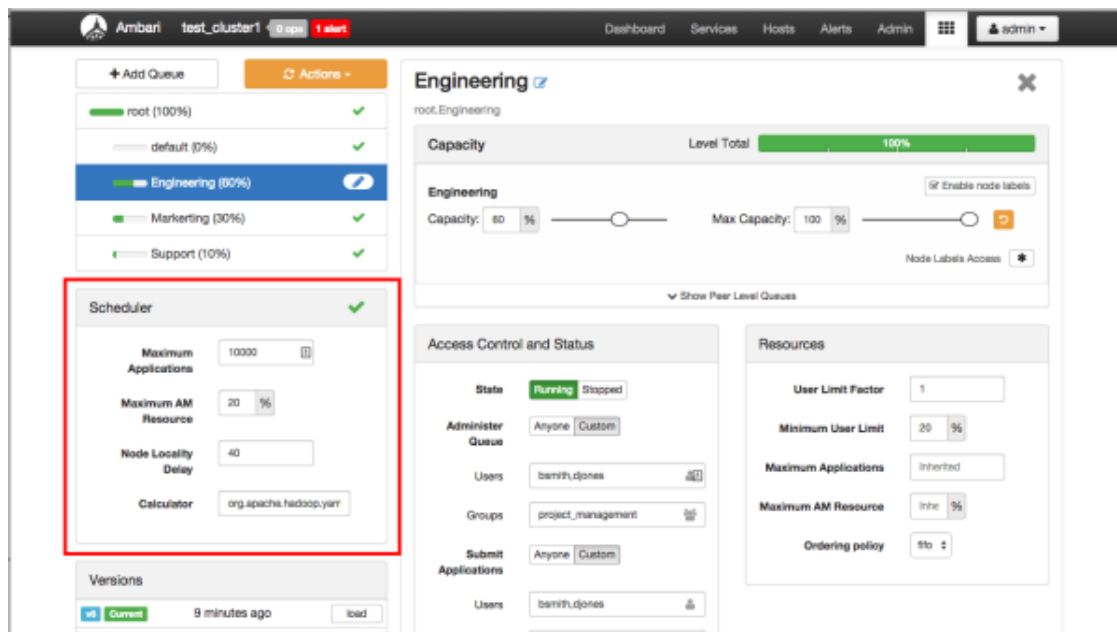 Ambari test_cluster1 0 ops 1 alert Dashboard Services Hosts Alerts Admin admin
+ Add Queue Actions
root (100%)
default (0%)
Engineering (60%)
Markerting (30%)
Support (10%)
Scheduler
Maximum Applications 10000
Maximum AM Resource 20 %
Node Locality Delay 40
Calculator org.apache.hadoop.yarn
Versions
v6 Current 9 minutes ago load
Engineering
root.Engineering
Capacity Level Total 100%
Engineering Enable node labels
Capacity: 60 % Max Capacity: 100 %
Node Labels Access
Show Peer Level Queues
Access Control and Status
State Running Stopped
Administer Queue Anyone Custom
Users bsmith,djones
Groups project_management
Submit Applications Anyone Custom
Users bsmith,djones
Resources
User Limit Factor 1
Minimum User Limit 20 %
Maximum Applications Inherited
Maximum AM Resource Inhe %
Ordering policy fifo